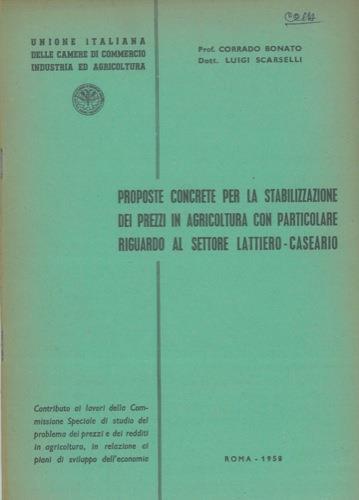 UNIONE ITALIANA
DELLE CAMERE DI COMMERCIO
INDUSTRIA ED AGRICOLTURA
Prof. CORRADO BONATO
Dott. LUIGI SCARSELLI
PROPOSTE CONCRETE PER LA STABILIZZAZIONE
DEI PREZZI IN AGRICOLTURA CON PARTICOLARE
RIGUARDO AL SETTORE LATTIERO-CASEARIO
Contributo ai lavori della Com-
missione Speciale di studio del
problema dei prezzi e dei redditi
in agricoltura, in relazione ai
piani di sviluppo dell'economia
ROMA - 1958